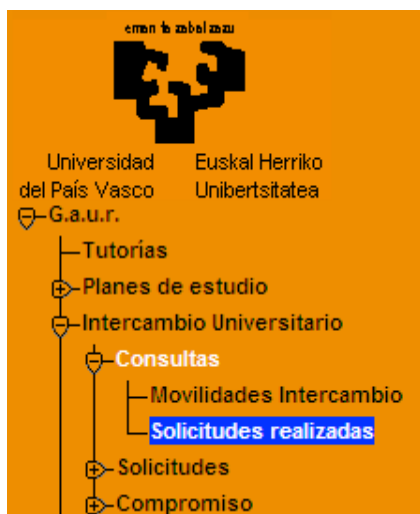 eman ta zabal zazu
Universidad Euskal Herriko
del País Vasco Unibertsitatea
G.a.u.r.
Tutorías
Planes de estudio
Intercambio Universitario
Consultas
Movilidades Intercambio
Solicitudes realizadas
Solicitudes
Compromiso